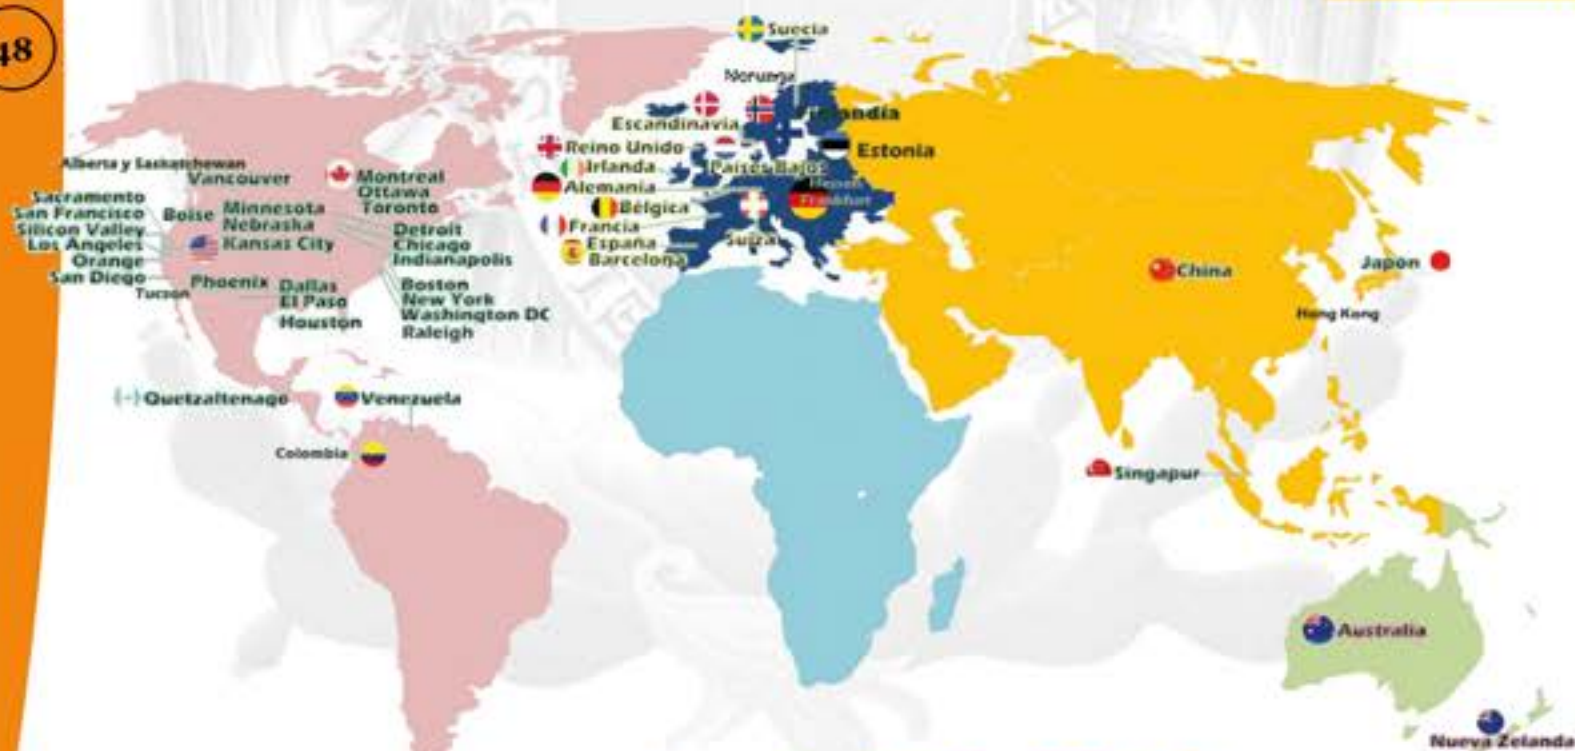 48
Suecia
Noruega
Escandinavia
Reino Unido
Estonia
Irlanda
Países Bajos
Alemania
Hessen
Frankfurt
Bélgica
Francia
Suiza
España
Barcelona
Alberta y Saskatchewan
Vancouver
Montreal
Ottawa
Toronto
Sacramento
San Francisco
Silicon Valley
Los Angeles
Orange
San Diego
Tucson
Boise
Minnesota
Nebraska
Kansas City
Phoenix
Dallas
El Paso
Houston
Detroit
Chicago
Indianapolis
Boston
New York
Washington DC
Raleigh
Quetzaltenago
Venezuela
Colombia
China
Japon
Hong Kong
Singapur
Australia
Nueva Zelanda